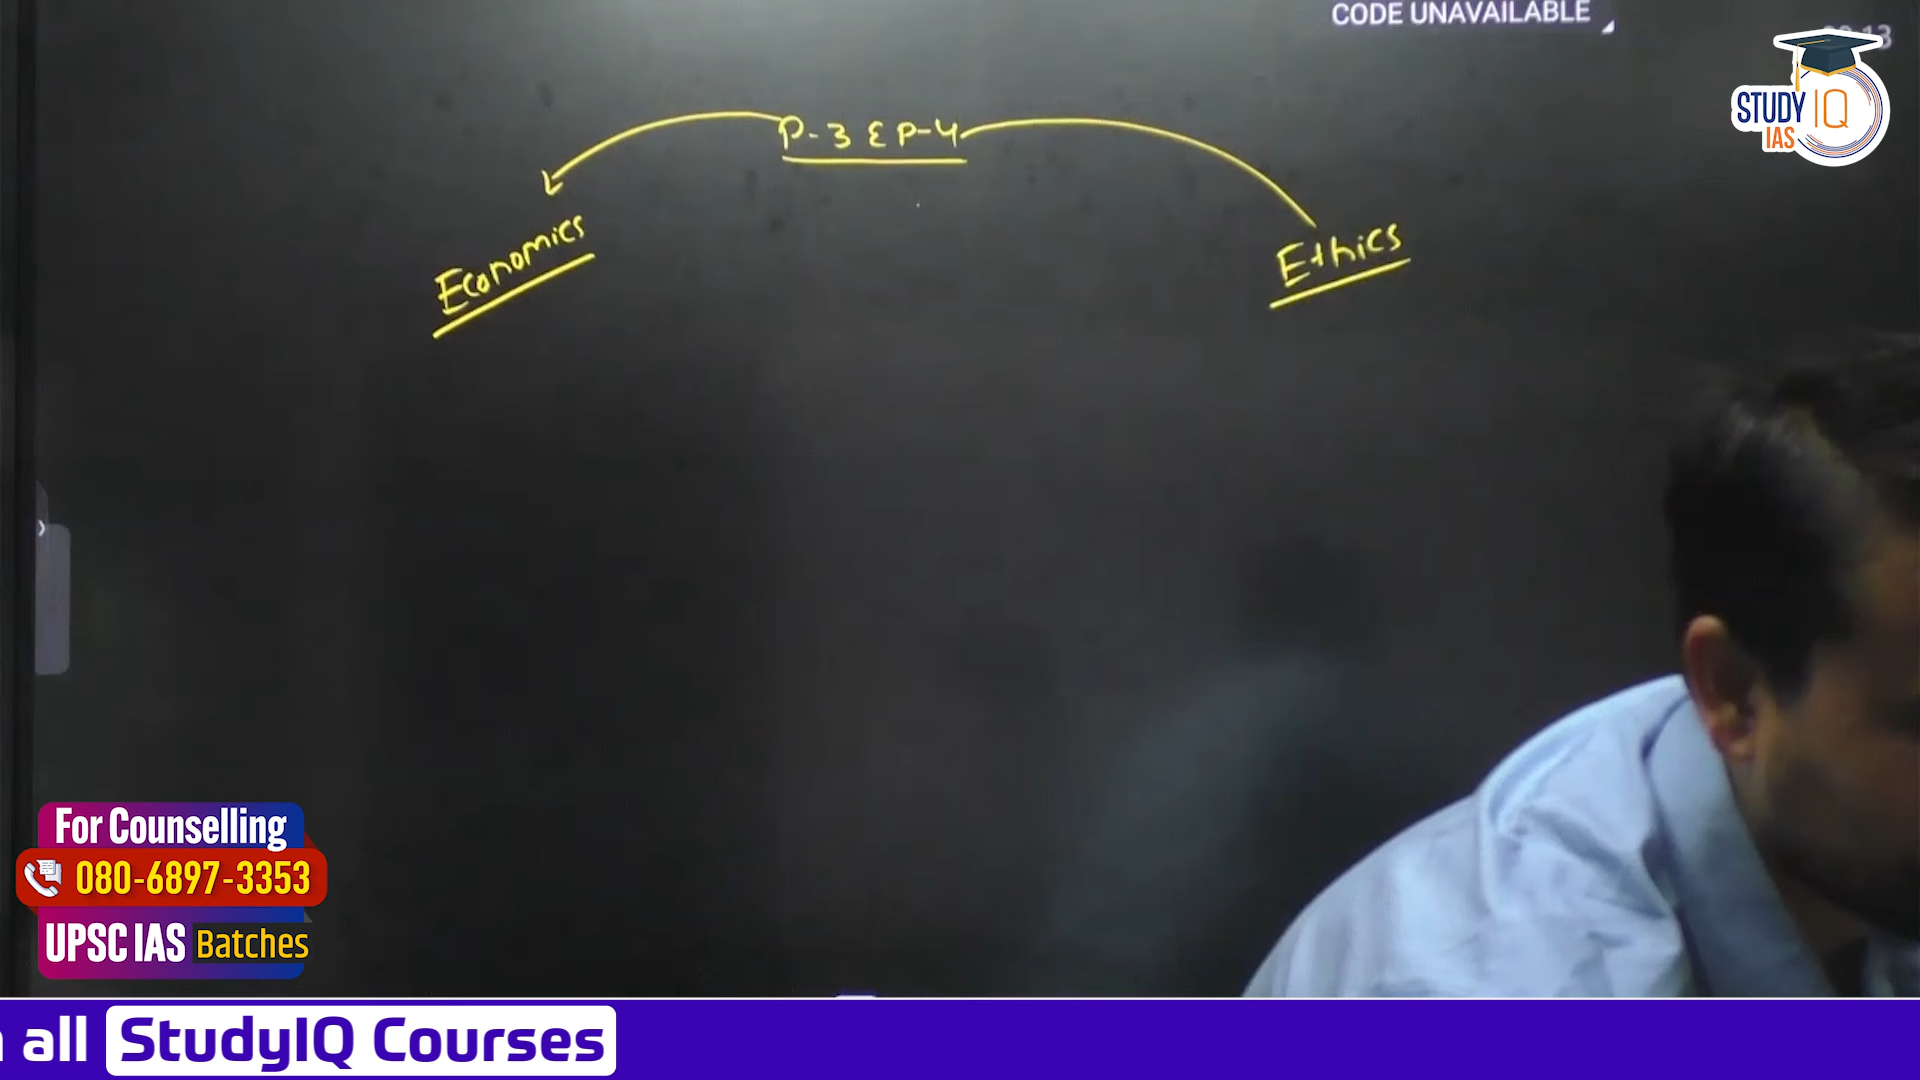 CODE UNAVAILABLE
STUDY IQ
IAS
P-3 & P-4
Economics
Ethics
For Counselling
080-6897-3353
UPSC IAS Batches
all StudyIQ Courses